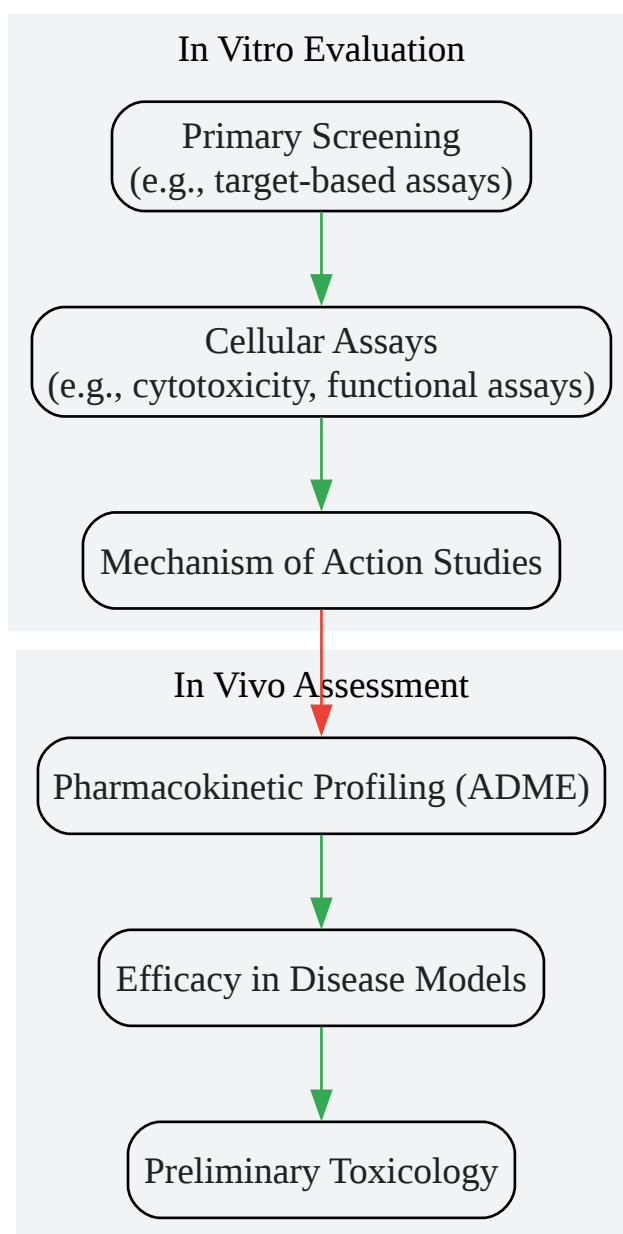 In Vitro Evaluation
Primary Screening
(e.g., target-based assays)
Cellular Assays
(e.g., cytotoxicity, functional assays)
Mechanism of Action Studies
In Vivo Assessment
Pharmacokinetic Profiling (ADME)
Efficacy in Disease Models
Preliminary Toxicology